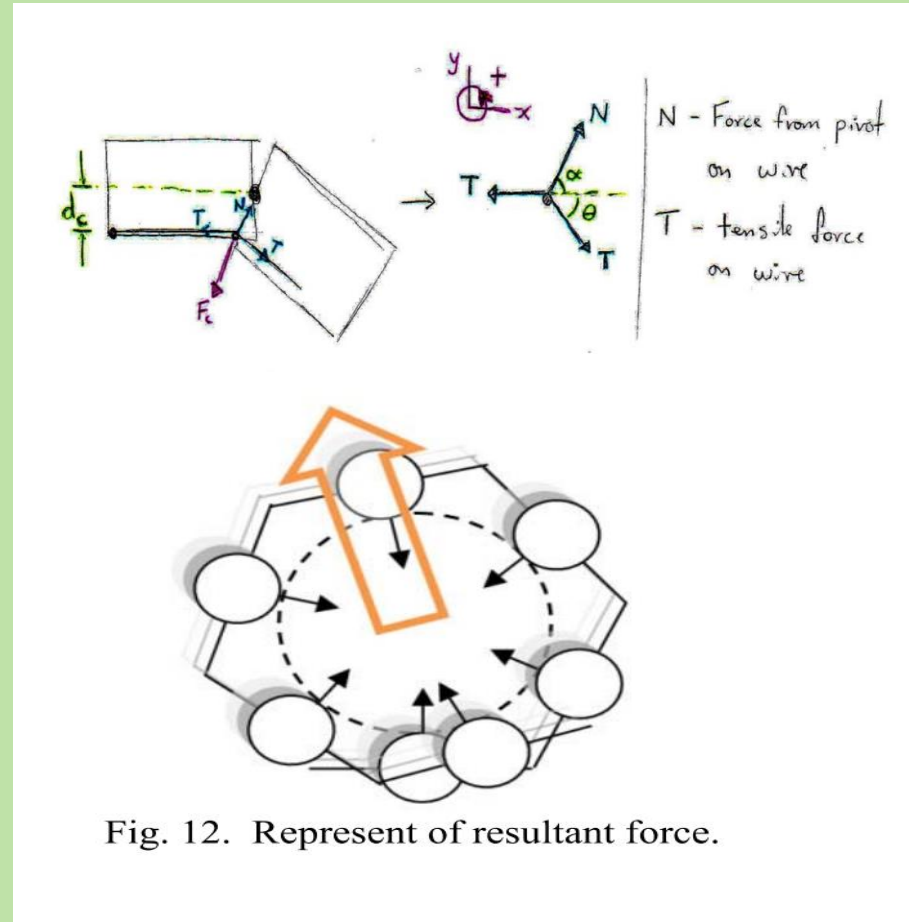 y
+
x
N
α
T
θ
T
N - Force from pivot
on wire
T - tensile force
on wire
dc
Tc
N
T
Fc
Fig. 12. Represent of resultant force.